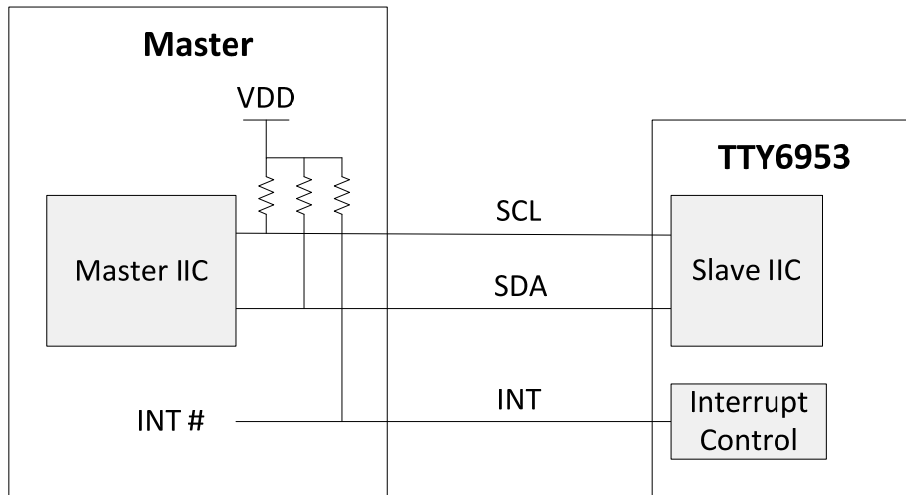 Master
VDD
TTY6953
SCL
Master IIC
Slave IIC
SDA
INT
INT #
Interrupt
Control